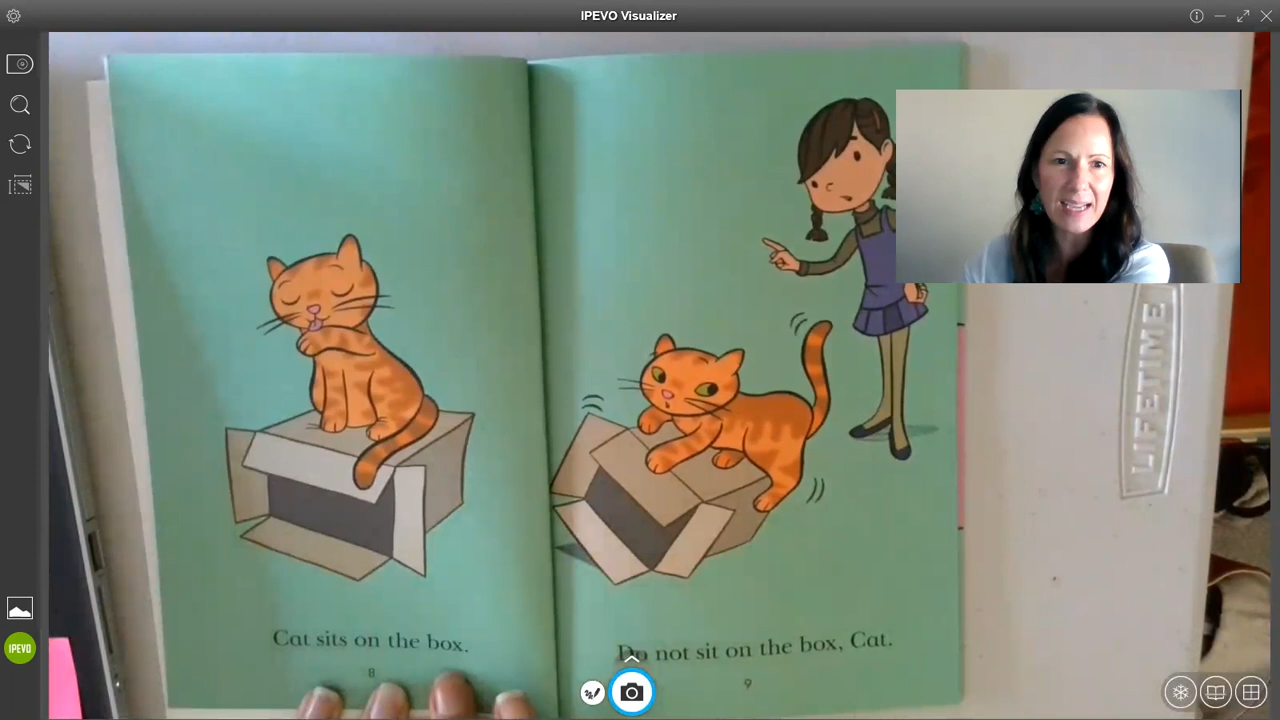 IPEVO Visualizer
Cat sits on the box.
8
Do not sit on the box, Cat.
9
LIFETIME
IPEVO